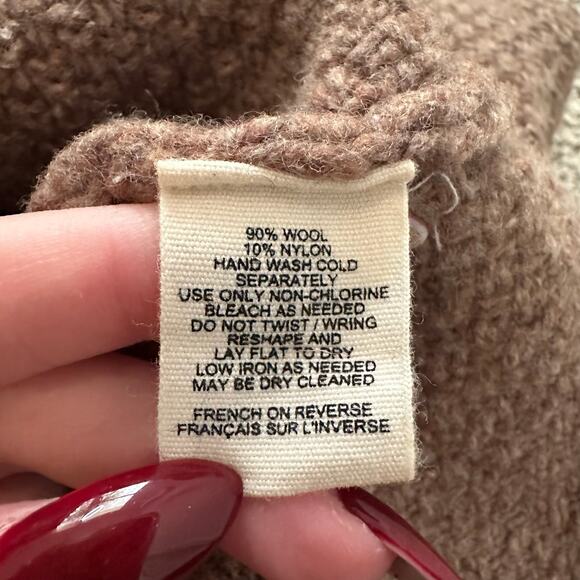 90% WOOL
10% NYLON
HAND WASH COLD
SEPARATELY
USE ONLY NON-CHLORINE
BLEACH AS NEEDED
DO NOT TWIST / WRING
RESHAPE AND
LAY FLAT TO DRY
LOW IRON AS NEEDED
MAY BE DRY CLEANED
FRENCH ON REVERSE
FRANÇAIS SUR L'INVERSE